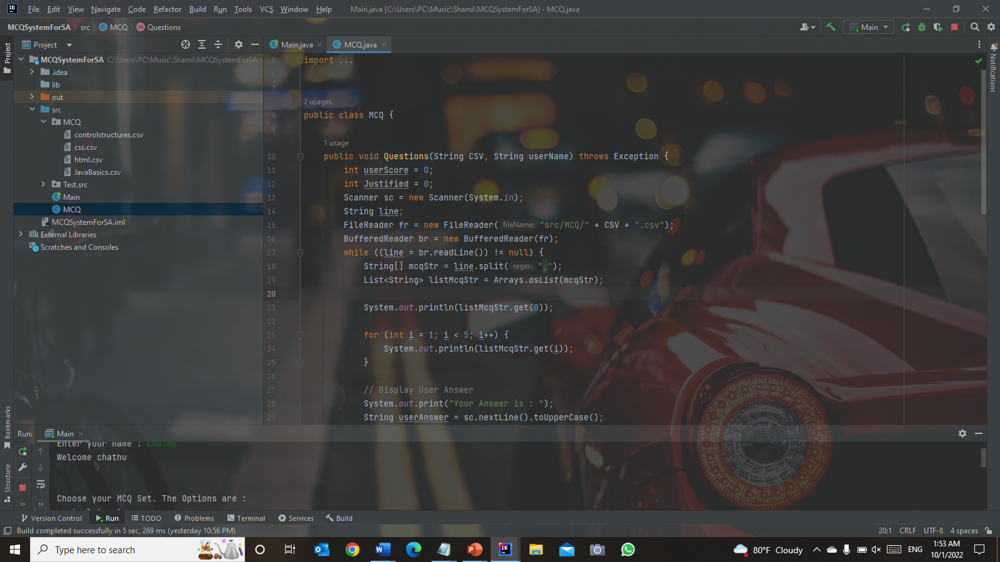 File Edit View Navigate Code Refactor Build Run Tools VCS Window Help Main.java [C:\Users\PC\Music\Shami\MCQSystemForSA] - MCQ.java
MCQSystemForSA src MCQ Questions Main
Project
Main.java MCQ.java
Project
Notifications
Bookmarks
Structure
MCQSystemForSA C:\Users\PC\Music\Shami\MCQSystemForSA
.idea
lib
out
src
MCQ
controlstructures.csv
css.csv
html.csv
JavaBasics.csv
Test.src
Main
MCQ
MCQSystemForSA.iml
External Libraries
Scratches and Consoles
1 import ...
6
7
2 usages
8 public class MCQ {
9
1 usage
10 public void Questions(String CSV, String userName) throws Exception {
11 int userScore = 0;
12 int Justified = 0;
13 Scanner sc = new Scanner(System.in);
14 String line;
15 FileReader fr = new FileReader( fileName: "src/MCQ/" + CSV + ".csv");
16 BufferedReader br = new BufferedReader(fr);
17 while ((line = br.readLine()) != null) {
18 String[] mcqStr = line.split( regex: ",");
19 List<String> listMcqStr = Arrays.asList(mcqStr);
20
21 System.out.println(listMcqStr.get(0));
22
23 for (int i = 1; i < 5; i++) {
24 System.out.println(listMcqStr.get(i));
25 }
26
27 // Display User Answer
28 System.out.print("Your Answer is : ");
29 String userAnswer = sc.nextLine().toUpperCase();
Run: Main
Enter your name : chathu
Welcome chathu
Choose your MCQ Set. The Options are :
Version Control Run TODO Problems Terminal Services Build
Build completed successfully in 5 sec, 269 ms (yesterday 10:56 PM) 20:1 CRLF UTF-8 4 spaces
Type here to search 80°F Cloudy ENG 1:53 AM
10/1/2022